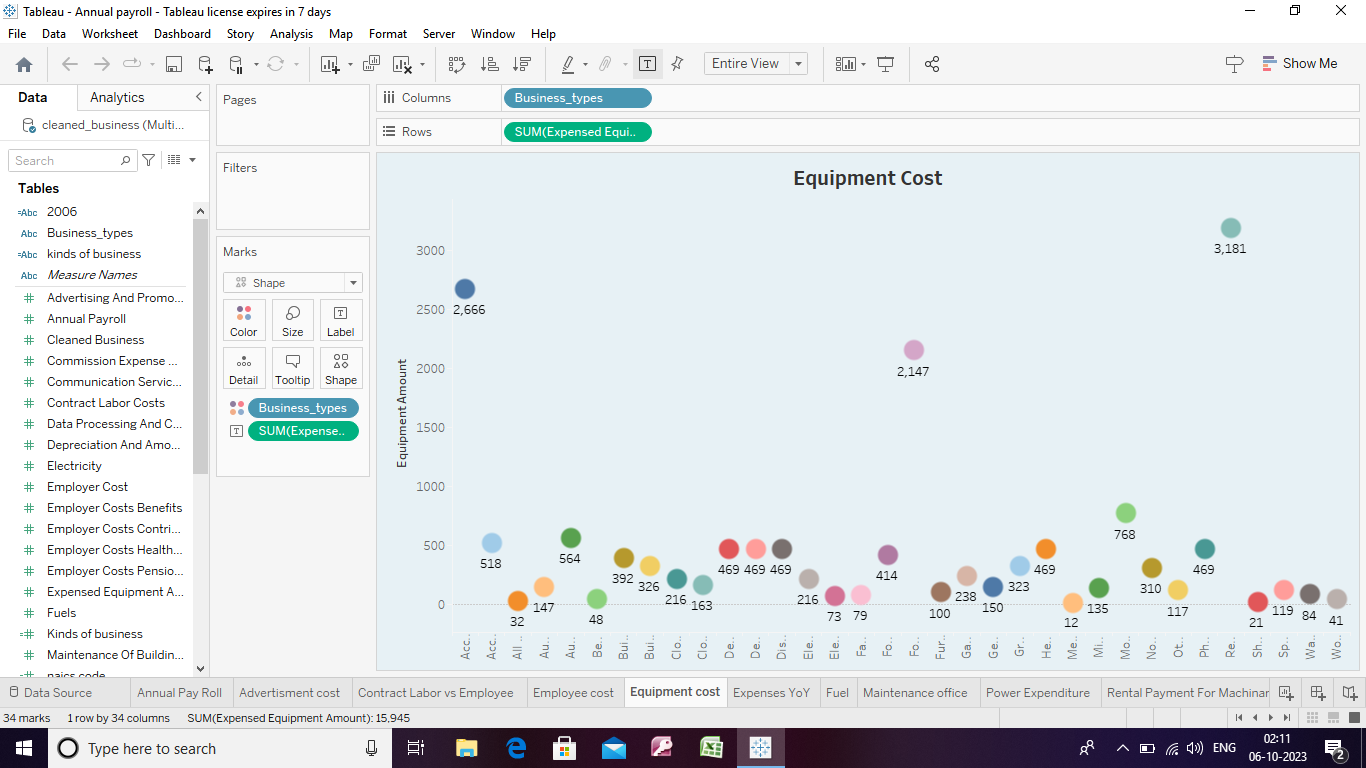 Tableau - Annual payroll - Tableau license expires in 7 days
File Data Worksheet Dashboard Story Analysis Map Format Server Window Help
Entire View
Show Me
Data Analytics
cleaned_business (Multi...
Search
Tables
Abc 2006
Abc Business_types
Abc kinds of business
Abc Measure Names
Advertising And Promo...
Annual Payroll
Cleaned Business
Commission Expense ...
Communication Servic...
Contract Labor Costs
Data Processing And C...
Depreciation And Amo...
Electricity
Employer Cost
Employer Costs Benefits
Employer Costs Contri...
Employer Costs Health...
Employer Costs Pensio...
Expensed Equipment A...
Fuels
Kinds of business
Maintenance Of Buildin...
naics code
Pages
Filters
Marks
Shape
Color Size Label
Detail Tooltip Shape
Business_types
SUM(Expense..
Columns Business_types
Rows SUM(Expensed Equi..
Equipment Cost
Equipment Amount
3000
2500
2000
1500
1000
500
0
2,666 518 32 147 564 48 392 326 216 163 469 469 469 216 73 79 414 2,147 100 238 150 323 469 12 135 768 310 117 469 3,181 21 119 84 41
Acc.. Acc.. All .. Au.. Au.. Be.. Bui.. Bui.. Clo.. Clo.. De.. De.. Dis.. Ele.. Ele.. Fa.. Fo.. Fo.. Fur.. Ga.. Ge.. Gr.. He.. Me.. Mi.. Mo.. No.. Ot.. Ph.. Re.. Sh.. Sp.. Wa.. Wo..
Data Source Annual Pay Roll Advertisment cost Contract Labor vs Employee Employee cost Equipment cost Expenses YoY Fuel Maintenance office Power Expenditure Rental Payment For Machinar
34 marks 1 row by 34 columns SUM(Expensed Equipment Amount): 15,945
Type here to search
ENG
02:11
06-10-2023
2